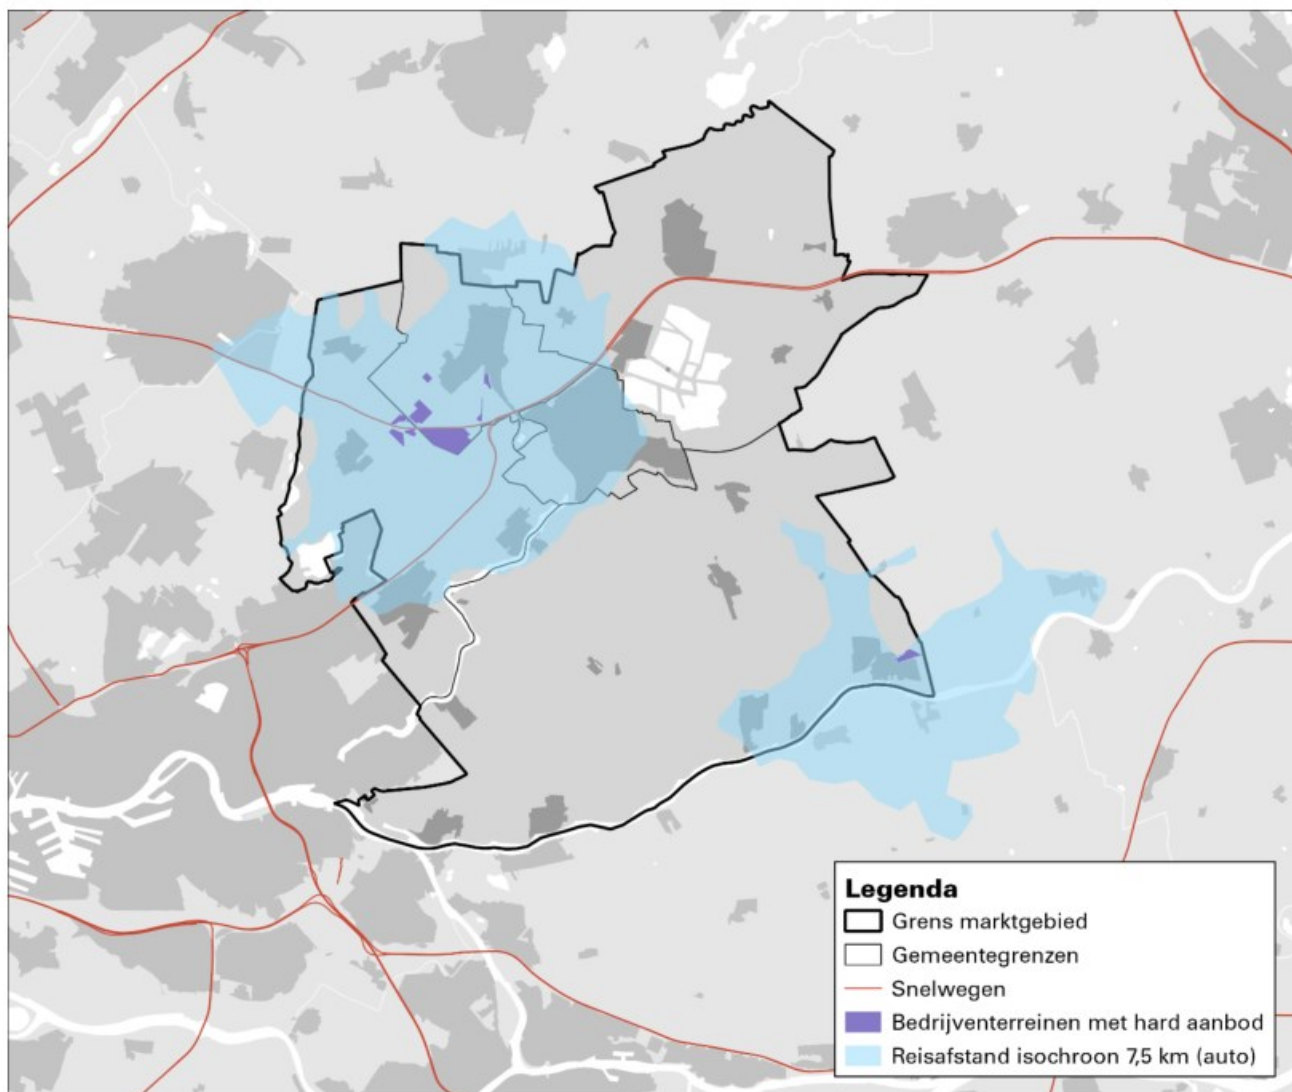 Legenda
Grens marktgebied
Gemeentegrenzen
Snelwegen
Bedrijventerreinen met hard aanbod
Reisafstand isochroon 7,5 km (auto)